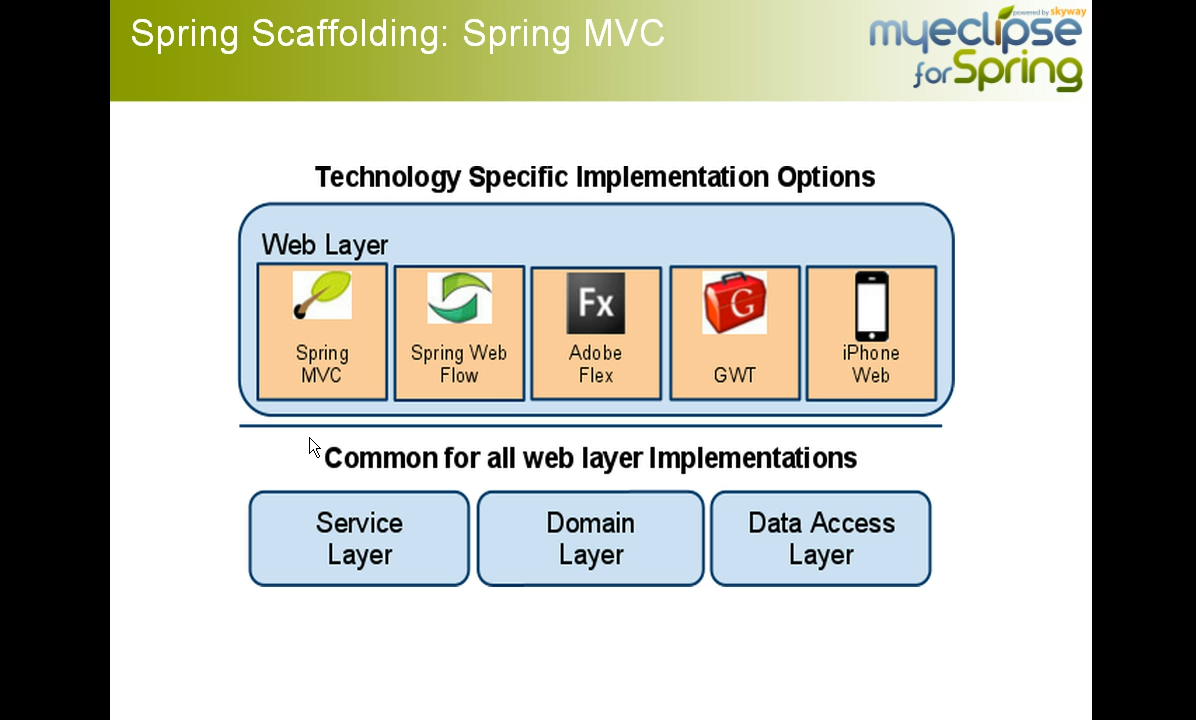 Spring Scaffolding: Spring MVC
powered by skyway
myeclipse
for Spring
Technology Specific Implementation Options
Web Layer
Spring
MVC
Spring Web
Flow
Fx
Adobe
Flex
G
GWT
iPhone
Web
Common for all web layer Implementations
Service
Layer
Domain
Layer
Data Access
Layer